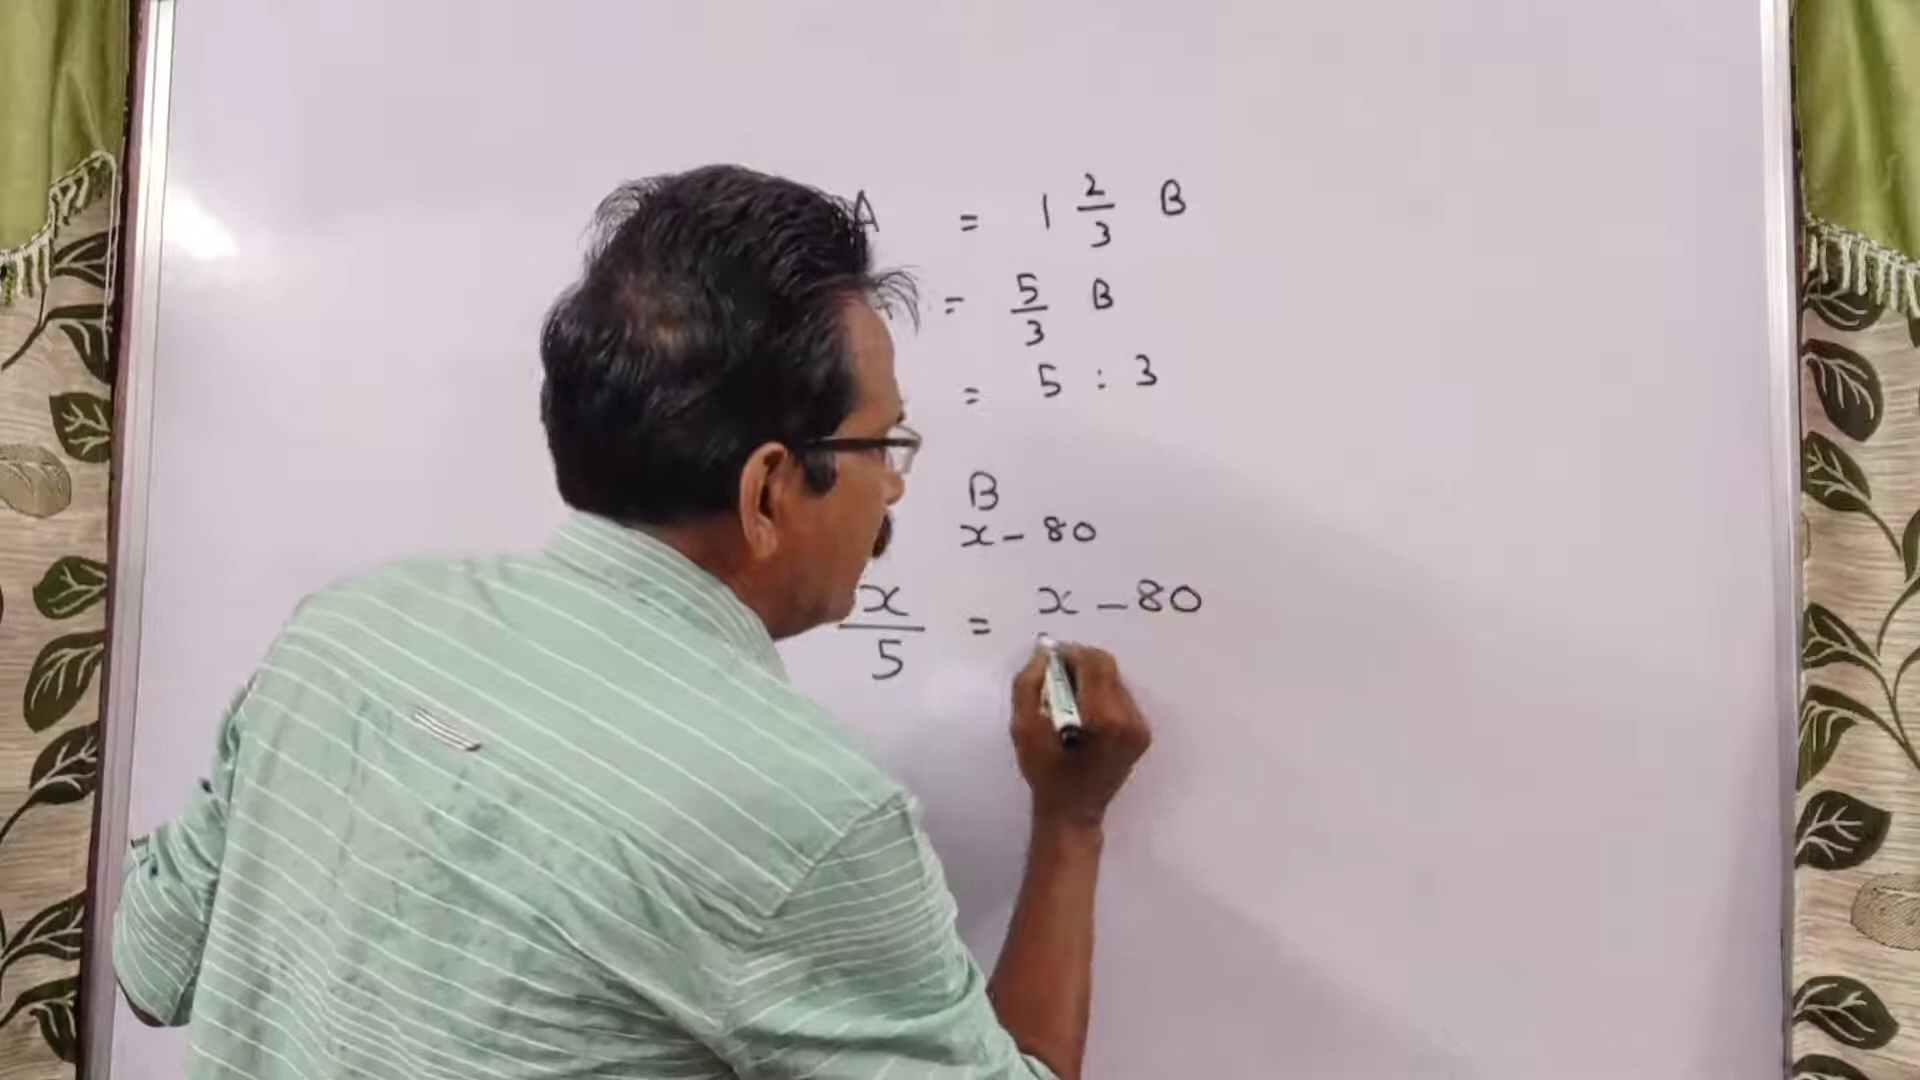 A = 1 2/3 B
= 5/3 B
= 5 : 3
B
x - 80
x/5 = x - 80